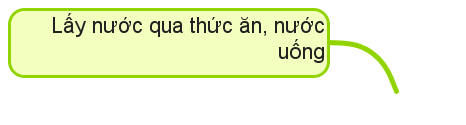 Lấy nước qua thức ăn, nước
uống